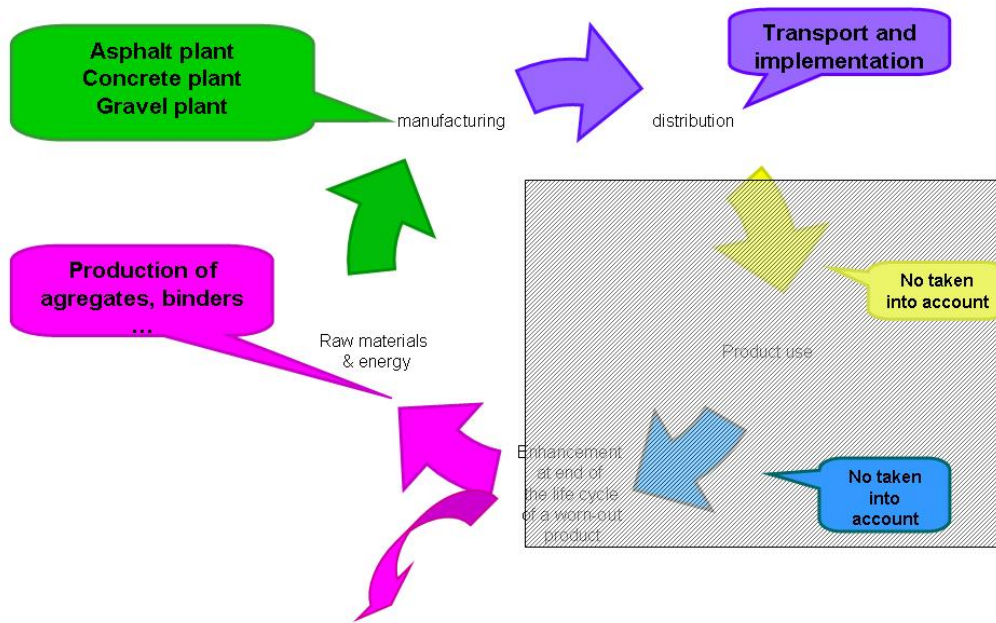 Asphalt plant
Concrete plant
Gravel plant
manufacturing
Transport and
implementation
distribution
Production of
agregates, binders
...
Raw materials
& energy
No taken
into account
Product use
Enhancement
at end of
the life cycle
of a worn-out
product
No taken
into
account